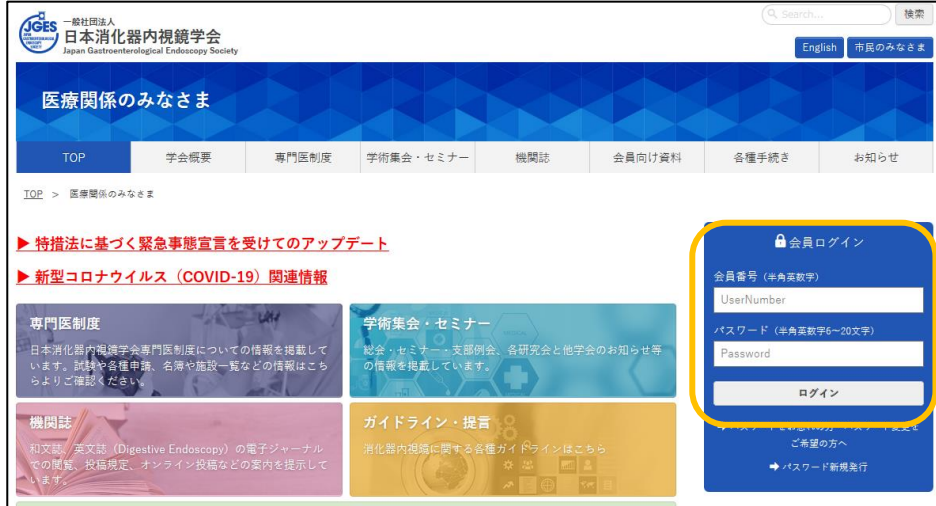 JGES
一般社団法人
日本消化器内視鏡学会
Japan Gastroenterological Endoscopy Society
Search...
検索
English
市民のみなさま
医療関係のみなさま
TOP
学会概要
専門医制度
学術集会・セミナー
機関誌
会員向け資料
各種手続き
お知らせ
TOP > 医療関係のみなさま
▶ 特措法に基づく緊急事態宣言を受けてのアップデート
▶ 新型コロナウイルス（COVID-19）関連情報
専門医制度
日本消化器内視鏡学会専門医制度についての情報を掲載して
います。試験や各種申請、名簿や施設一覧などの情報はこち
らよりご確認ください。
学術集会・セミナー
総会・セミナー・支部例会、各研究会と他学会のお知らせ等
の情報を掲載しています。
機関誌
和文誌、英文誌（Digestive Endoscopy）の電子ジャーナル
での閲覧、投稿規定、オンライン投稿などの案内を提示して
います。
ガイドライン・提言
消化器内視鏡に関する各種ガイドラインはこちら
会員ログイン
会員番号（半角英数字）
UserNumber
パスワード（半角英数字6～20文字）
Password
ログイン
ご希望の方へ
➡ パスワード新規発行